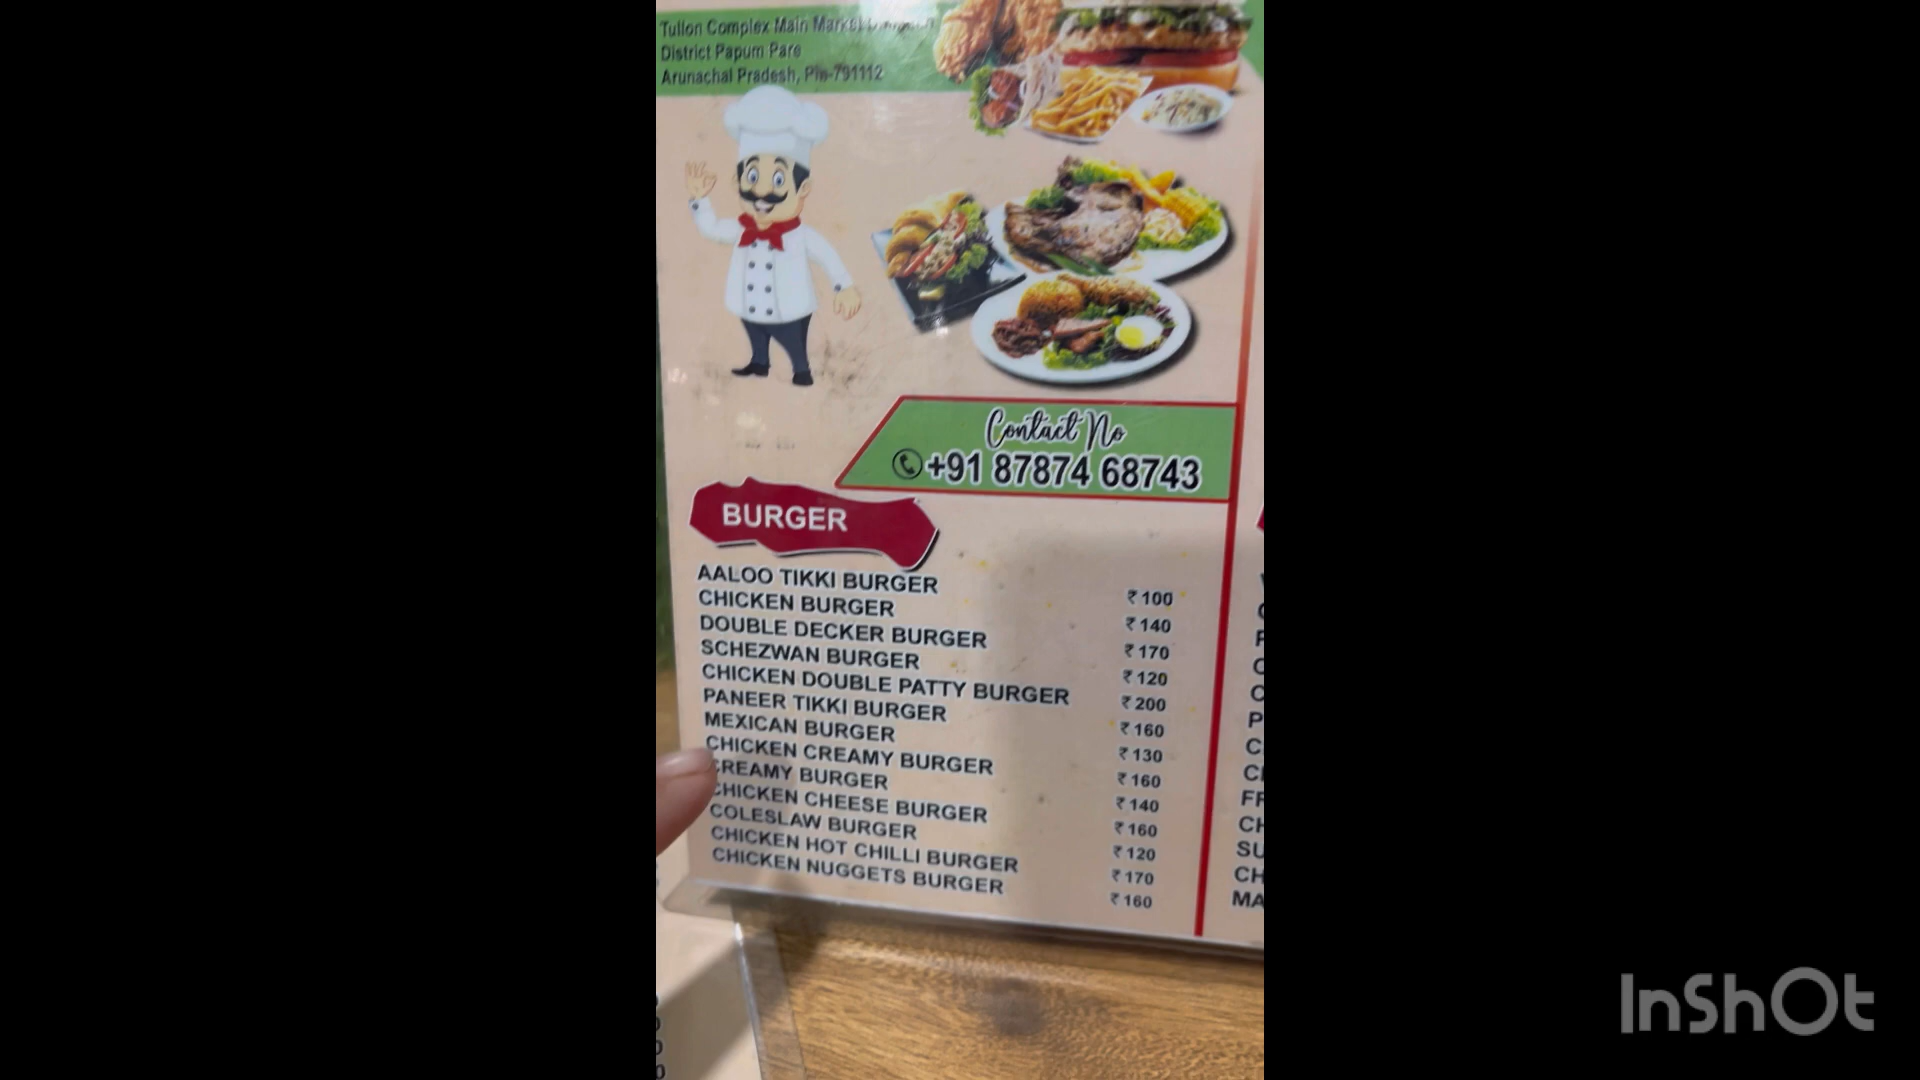 Tullon Complex Main Market
District Papum Pare
Arunachal Pradesh, Pin-791112
Contact No
+91 87874 68743
BURGER
AALOO TIKKI BURGER ₹100
CHICKEN BURGER ₹140
DOUBLE DECKER BURGER ₹170
SCHEZWAN BURGER ₹120
CHICKEN DOUBLE PATTY BURGER ₹200
PANEER TIKKI BURGER ₹160
MEXICAN BURGER ₹130
CHICKEN CREAMY BURGER ₹160
CREAMY BURGER ₹140
CHICKEN CHEESE BURGER ₹160
COLESLAW BURGER ₹120
CHICKEN HOT CHILLI BURGER ₹170
CHICKEN NUGGETS BURGER ₹160
InShOt